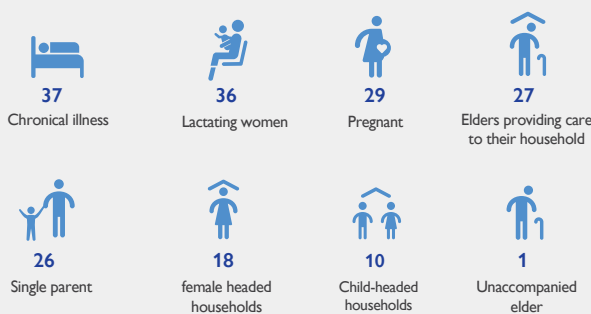 37
Chronical illness
36
Lactating women
29
Pregnant
27
Elders providing care
to their household
26
Single parent
18
female headed
households
10
Child-headed
households
1
Unaccompanied
elder